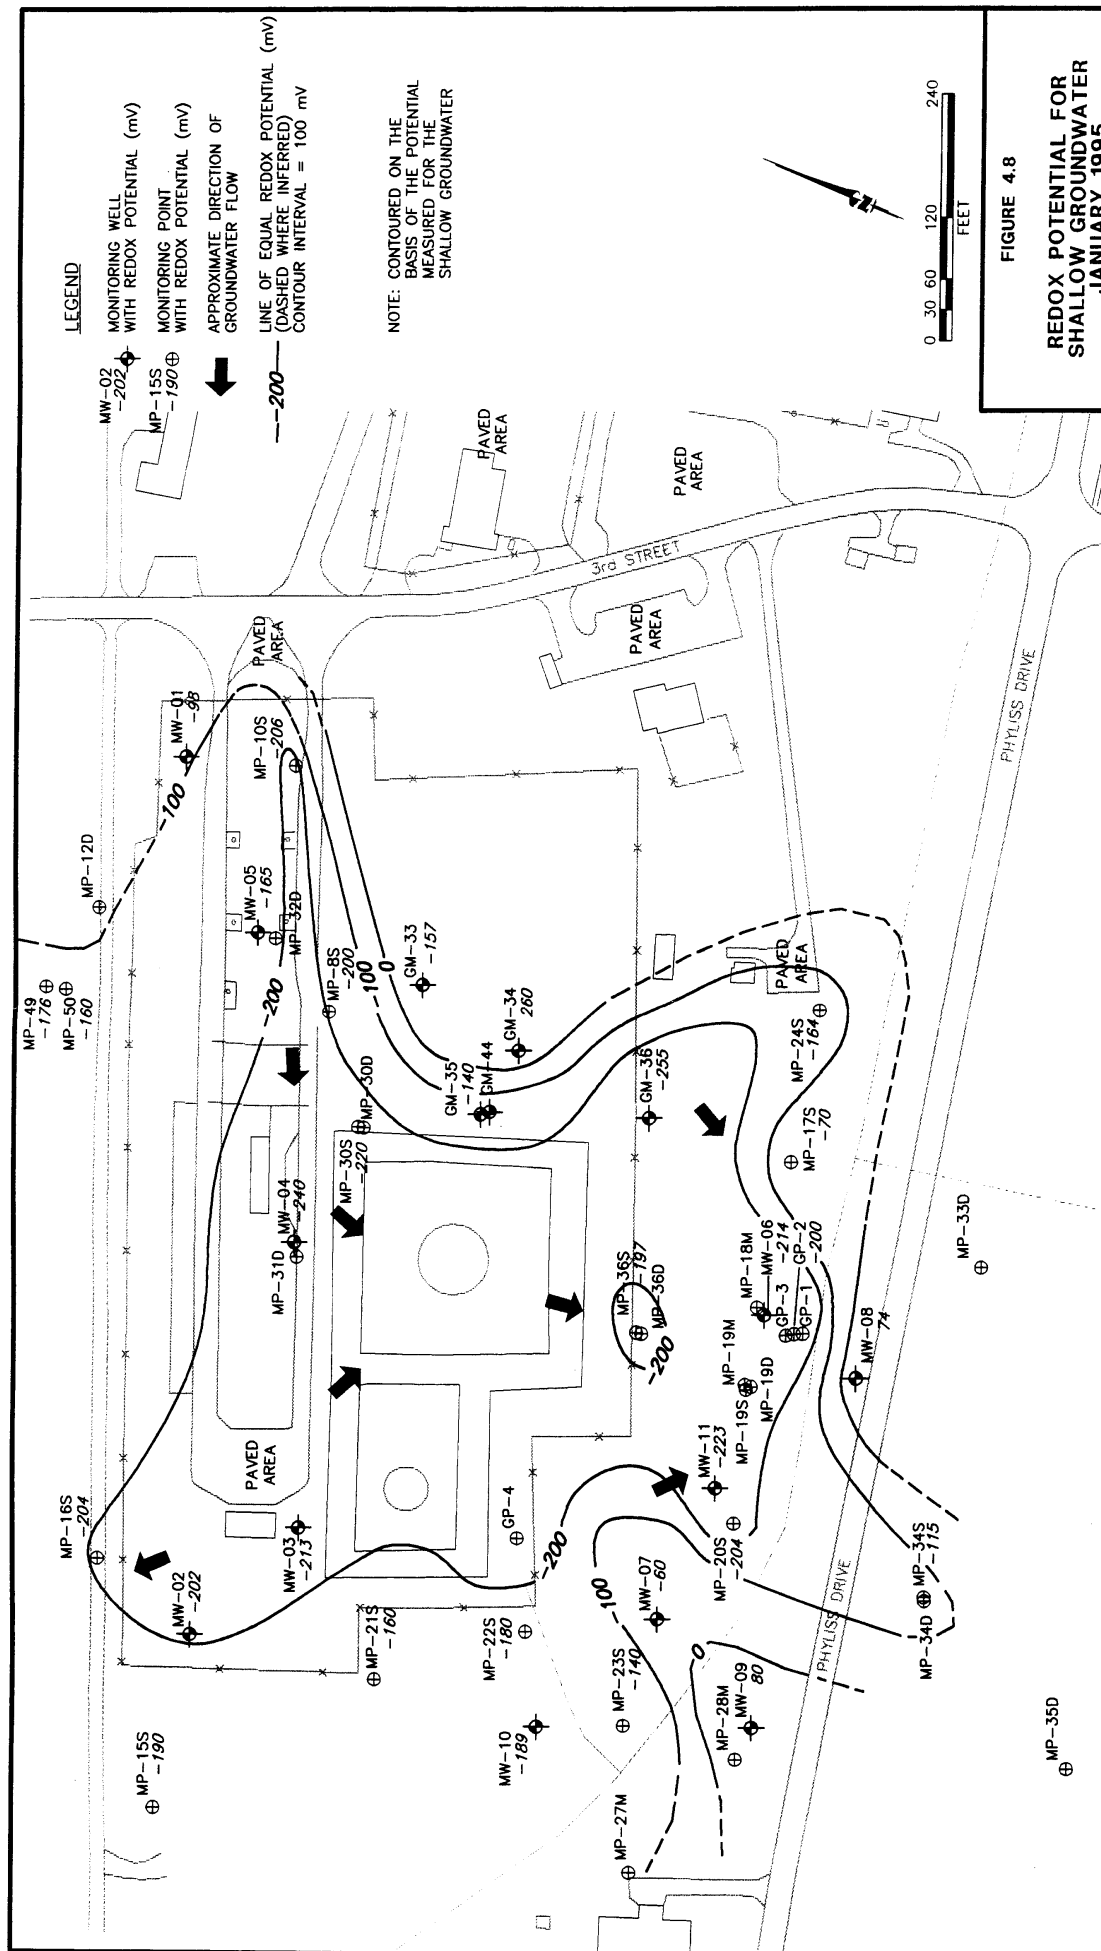 LEGEND
MW-02
-202
MONITORING WELL
WITH REDOX POTENTIAL (mV)
MP-15S
-190
MONITORING POINT
WITH REDOX POTENTIAL (mV)
APPROXIMATE DIRECTION OF
GROUNDWATER FLOW
-200
LINE OF EQUAL REDOX POTENTIAL (mV)
(DASHED WHERE INFERRED)
CONTOUR INTERVAL = 100 mV
NOTE: CONTOURED ON THE
BASIS OF THE POTENTIAL
MEASURED FOR THE
SHALLOW GROUNDWATER
N
0 30 60 120 240
FEET
FIGURE 4.8
REDOX POTENTIAL FOR
SHALLOW GROUNDWATER
JANUARY 1995
PAVED
AREA
PAVED
AREA
3rd STREET
PAVED
AREA
PAVED
AREA
PHYLISS DRIVE
MW-01
-98
MP-10S
-206
-100
MP-12D
MW-05
-165
MP-32D
MP-49
-176
MP-50
-160
-200
MP-8S
-200
-100
0
GM-33
-157
GM-34
260
GM-35
-140
GM-44
MP-30D
MP-30S
-220
GM-36
-255
PAVED
AREA
MP-24S
-164
MP-17S
-70
MW-04
-240
MP-31D
MP-36S
-197
MP-36D
-200
MP-18M
MW-06
-214
GP-2
-200
GP-3
GP-1
MP-33D
MW-08
74
MP-19M
MP-19S
MP-19D
PAVED
AREA
MP-16S
-204
MW-03
-213
MW-02
-202
GP-4
-200
MW-11
-223
MP-20S
-204
MP-21S
-160
MP-22S
-180
-100
MW-07
-60
MP-34S
-115
MP-34D
PHYLISS DRIVE
MP-15S
-190
MW-10
-189
MP-23S
-140
0
MP-28M
MW-09
80
MP-27M
MP-35D